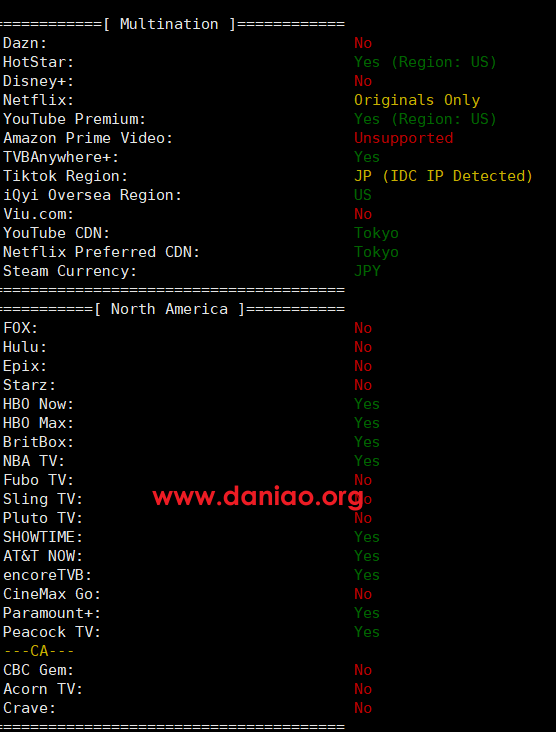 ============[ Multination ]============
Dazn: No
HotStar: Yes (Region: US)
Disney+: No
Netflix: Originals Only
YouTube Premium: Yes (Region: US)
Amazon Prime Video: Unsupported
TVBAnywhere+: Yes
Tiktok Region: JP (IDC IP Detected)
iQyi Oversea Region: US
Viu.com: No
YouTube CDN: Tokyo
Netflix Preferred CDN: Tokyo
Steam Currency: JPY
=======================================
===========[ North America ]===========
FOX: No
Hulu: No
Epix: No
Starz: No
HBO Now: Yes
HBO Max: Yes
BritBox: Yes
NBA TV: Yes
Fubo TV: No
www.daniao.org
Sling TV: No
Pluto TV: No
SHOWTIME: Yes
AT&T NOW: Yes
encoreTVB: Yes
CineMax Go: No
Paramount+: Yes
Peacock TV: Yes
---CA---
CBC Gem: No
Acorn TV: No
Crave: No
=======================================